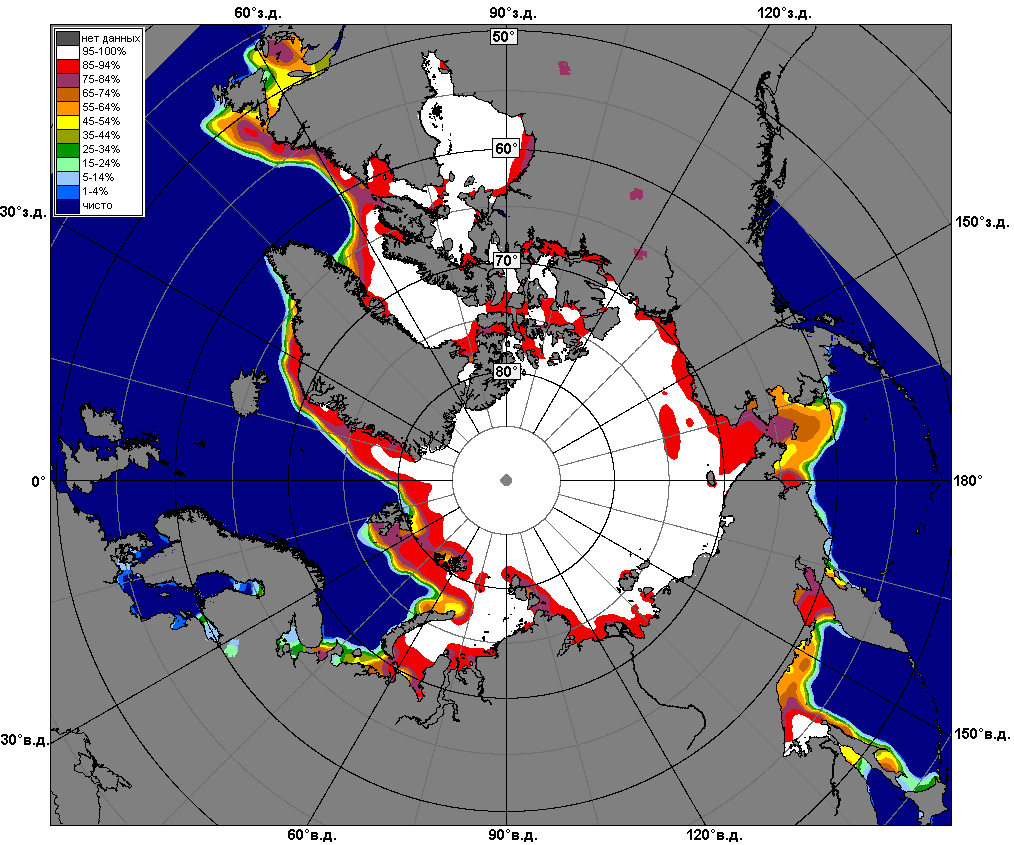 60°з.д.
90°з.д.
120°з.д.
нет данных
95-100%
85-94%
75-84%
65-74%
55-64%
45-54%
35-44%
25-34%
15-24%
5-14%
1-4%
чисто
50°
60°
70°
80°
30°з.д.
150°з.д.
0°
180°
30°в.д.
150°в.д.
60°в.д.
90°в.д.
120°в.д.